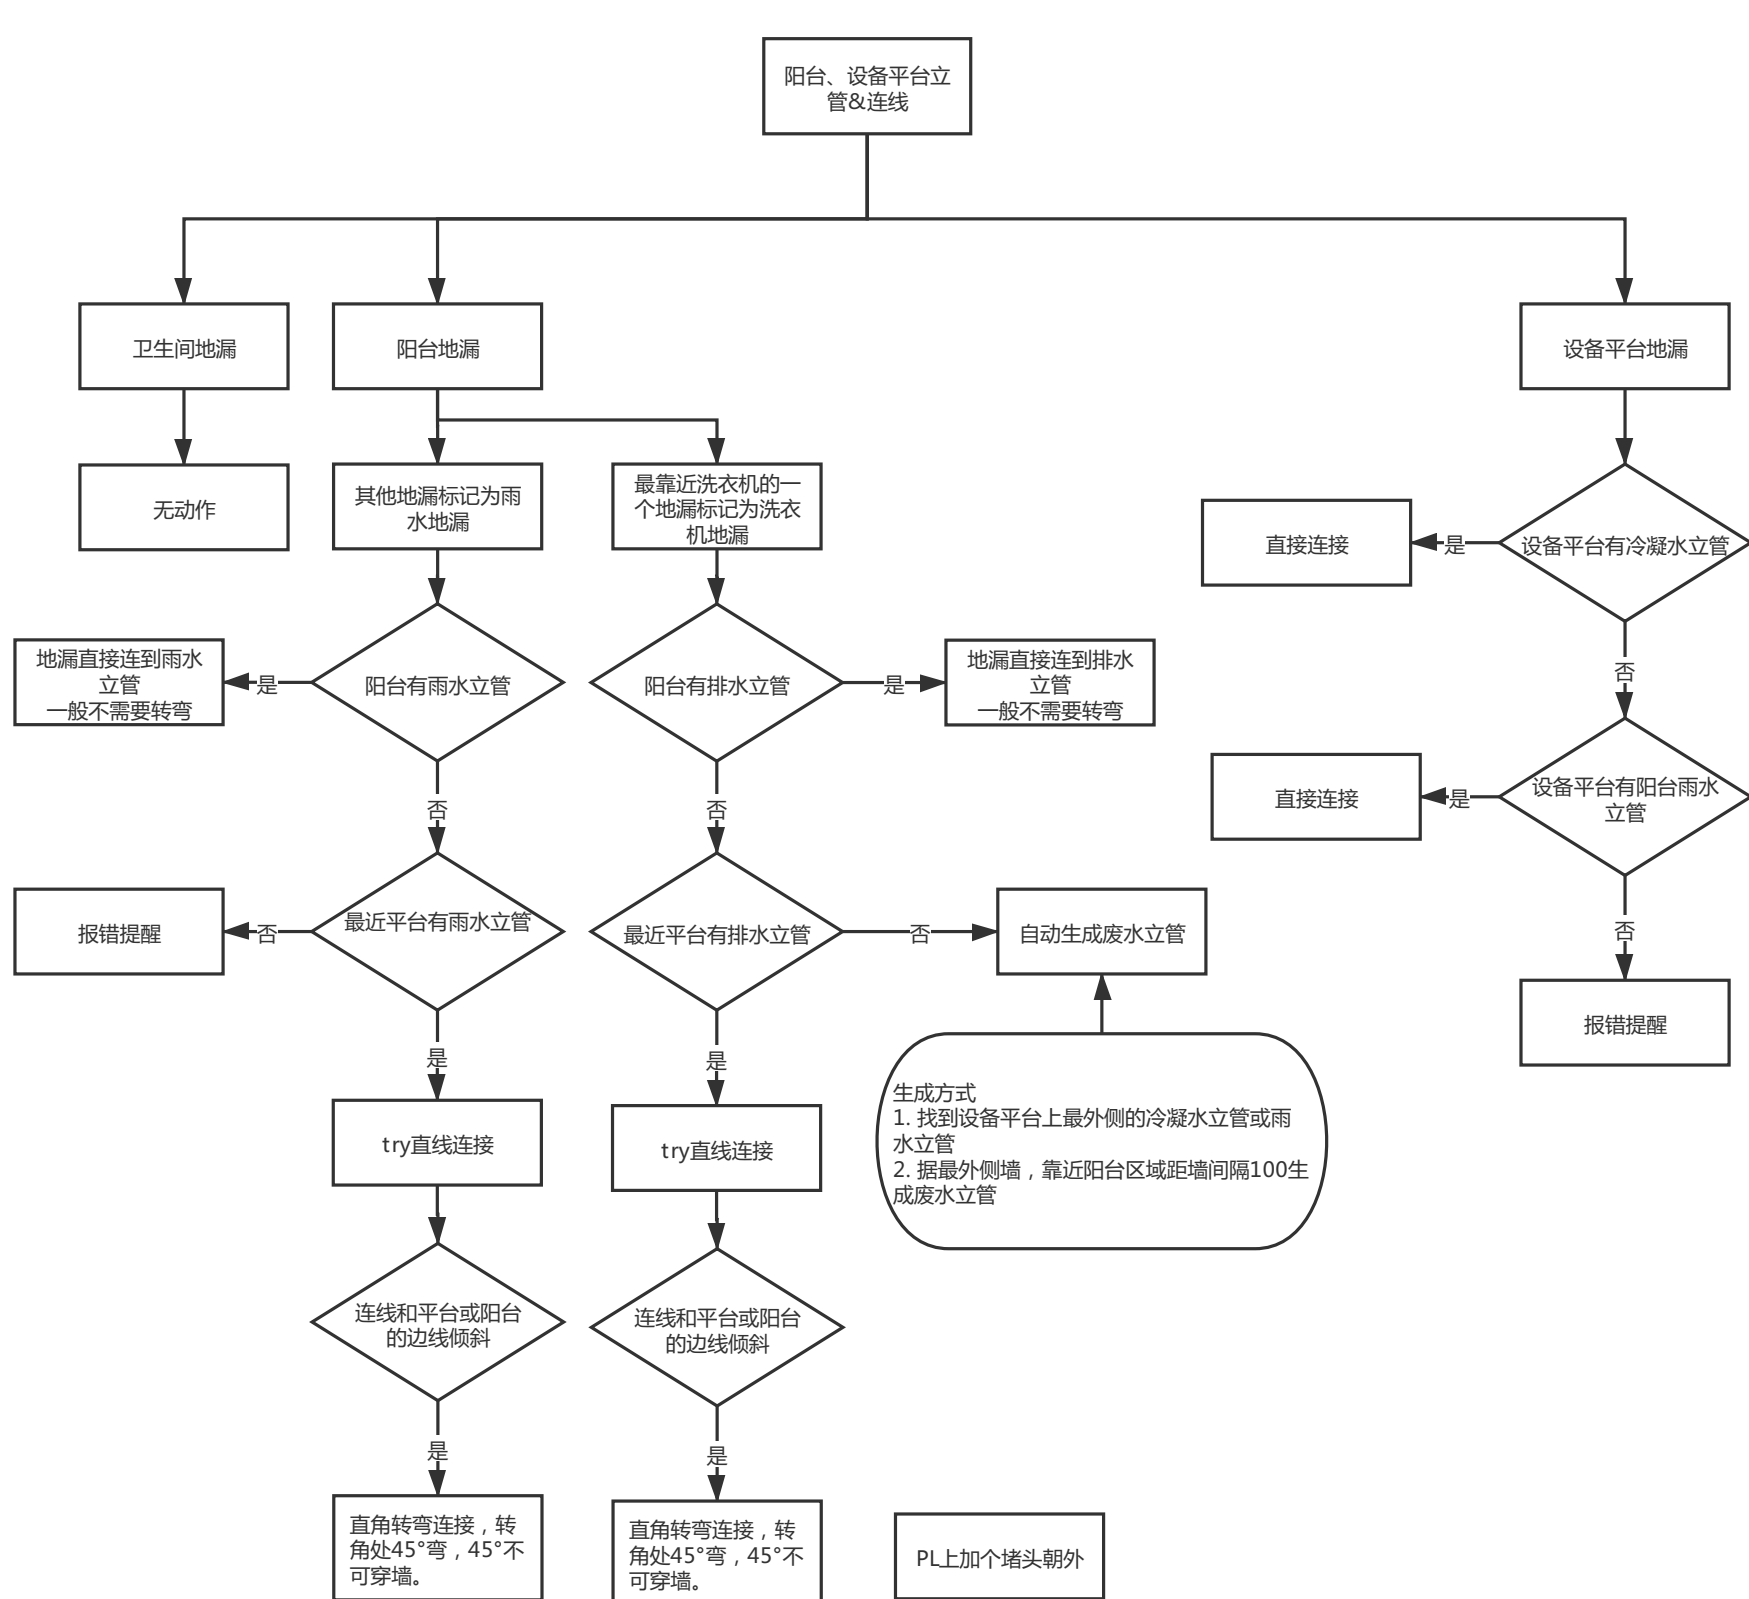 阳台、设备平台立
管&连线
卫生间地漏
阳台地漏
设备平台地漏
无动作
其他地漏标记为雨
水地漏
最靠近洗衣机的一
个地漏标记为洗衣
机地漏
直接连接
是
设备平台有冷凝水立管
地漏直接连到雨水
立管
一般不需要转弯
是
阳台有雨水立管
阳台有排水立管
是
地漏直接连到排水
立管
一般不需要转弯
否
直接连接
是
设备平台有阳台雨水
立管
否
否
报错提醒
否
最近平台有雨水立管
最近平台有排水立管
否
自动生成废水立管
否
报错提醒
是
是
try直线连接
try直线连接
生成方式
1. 找到设备平台上最外侧的冷凝水立管或雨
水立管
2. 据最外侧墙，靠近阳台区域距墙间隔100生
成废水立管
连线和平台或阳台
的边线倾斜
连线和平台或阳台
的边线倾斜
是
是
直角转弯连接，转
角处45°弯，45°不
可穿墙。
直角转弯连接，转
角处45°弯，45°不
可穿墙。
PL上加个堵头朝外